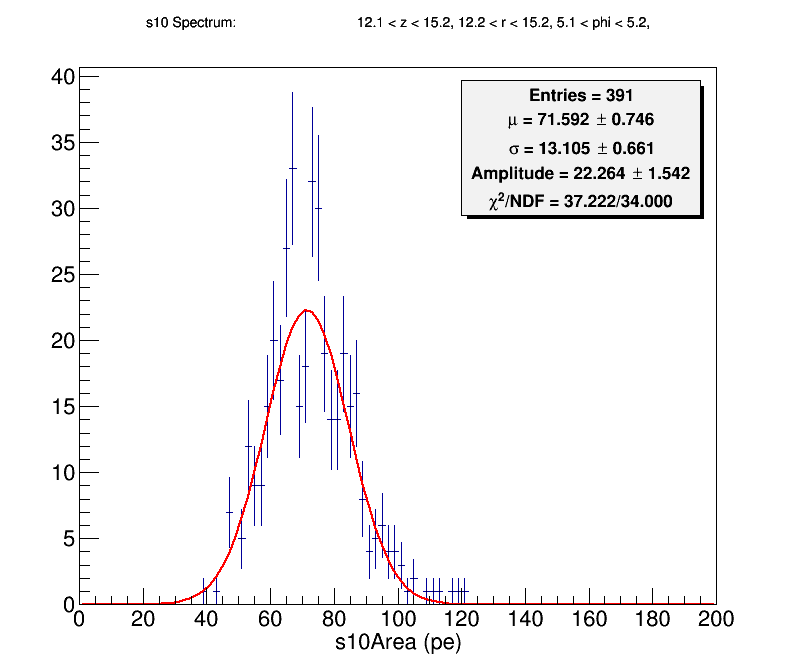 s10 Spectrum: 12.1 < z < 15.2, 12.2 < r < 15.2, 5.1 < phi < 5.2,
40
35
30
25
20
15
10
5
0
Entries = 391
μ = 71.592 ± 0.746
σ = 13.105 ± 0.661
Amplitude = 22.264 ± 1.542
χ²/NDF = 37.222/34.000
0 20 40 60 80 100 120 140 160 180 200
s10Area (pe)